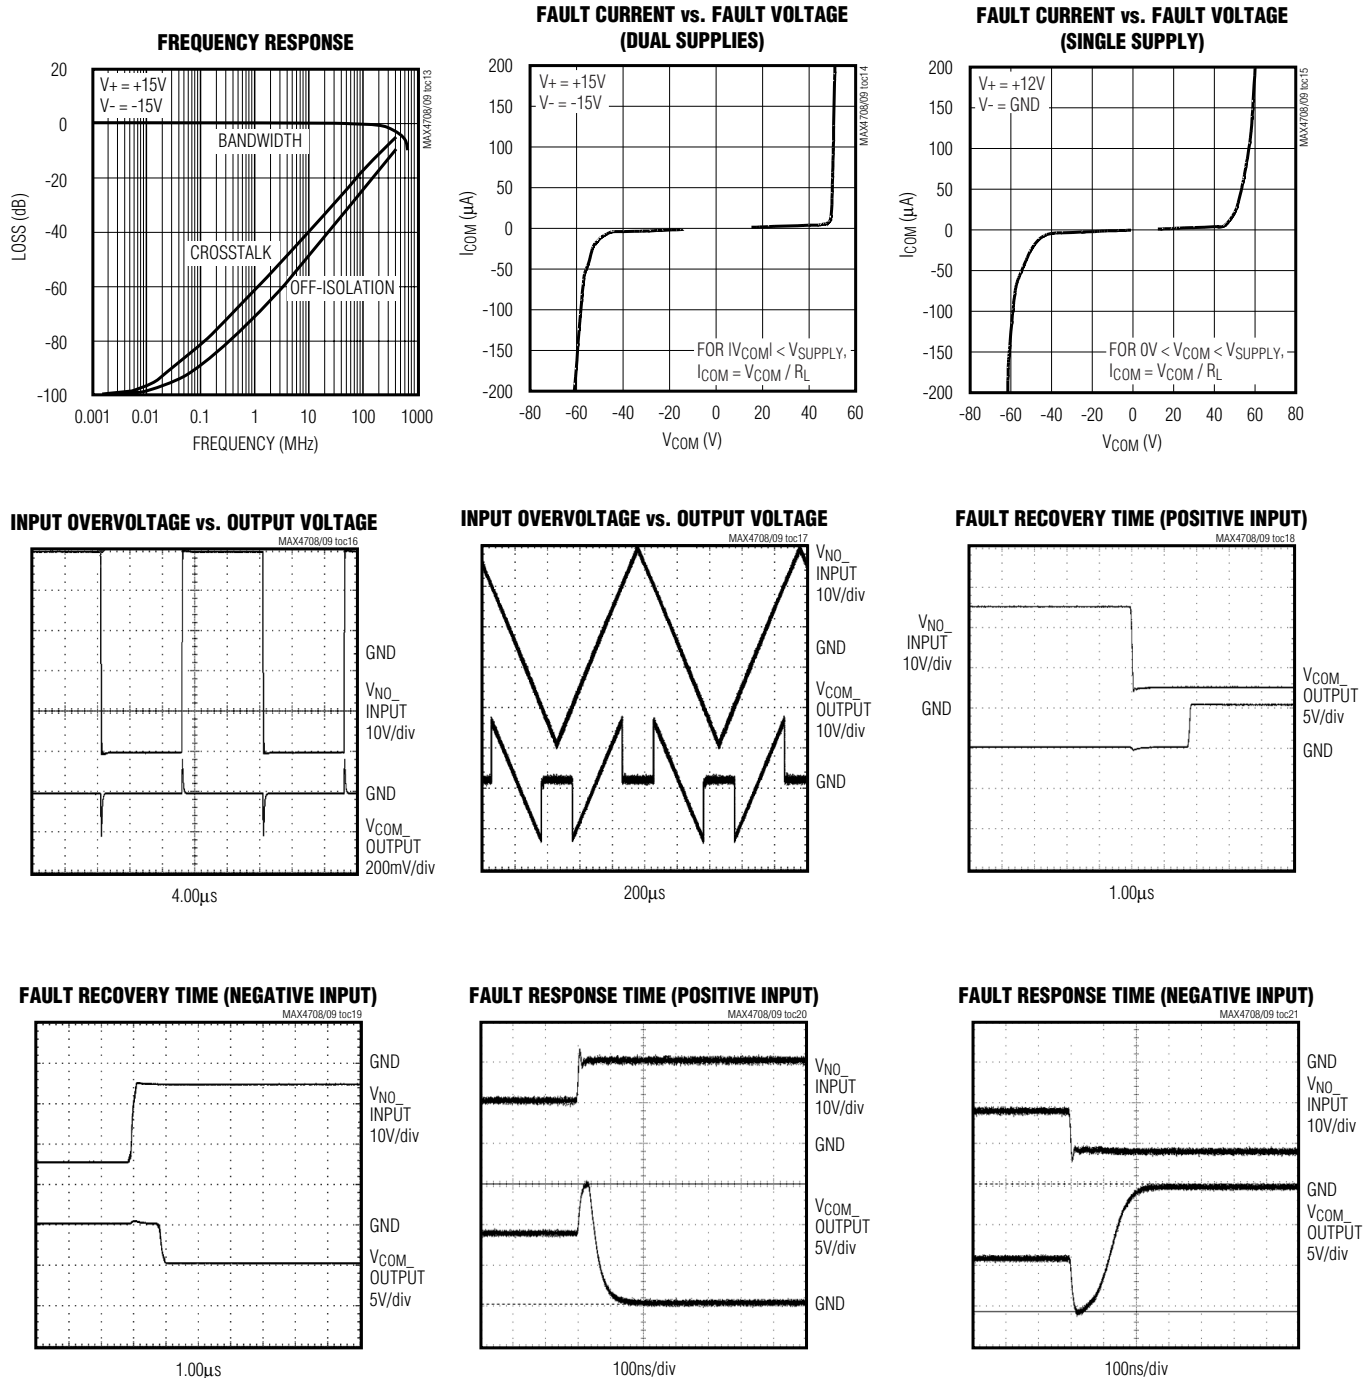 FREQUENCY RESPONSE
MAX4708/09 toc13
V+ = +15V
V- = -15V
BANDWIDTH
CROSSTALK
OFF-ISOLATION
LOSS (dB)
20
0
-20
-40
-60
-80
-100
0.001 0.01 0.1 1 10 100 1000
FREQUENCY (MHz)
FAULT CURRENT vs. FAULT VOLTAGE
(DUAL SUPPLIES)
MAX4708/09 toc14
V+ = +15V
V- = -15V
ICOM (μA)
200
150
100
50
0
-50
-100
-150
-200
FOR |VCOM| < VSUPPLY,
ICOM = VCOM / RL
-80 -60 -40 -20 0 20 40 60
VCOM (V)
FAULT CURRENT vs. FAULT VOLTAGE
(SINGLE SUPPLY)
MAX4708/09 toc15
V+ = +12V
V- = GND
ICOM (μA)
200
150
100
50
0
-50
-100
-150
-200
FOR 0V < VCOM < VSUPPLY,
ICOM = VCOM / RL
-80 -60 -40 -20 0 20 40 60 80
VCOM (V)
INPUT OVERVOLTAGE vs. OUTPUT VOLTAGE
MAX4708/09 toc16
GND
VNO_
INPUT
10V/div
GND
VCOM_
OUTPUT
200mV/div
4.00μs
INPUT OVERVOLTAGE vs. OUTPUT VOLTAGE
MAX4708/09 toc17
VNO_
INPUT
10V/div
GND
VCOM_
OUTPUT
10V/div
GND
200μs
FAULT RECOVERY TIME (POSITIVE INPUT)
MAX4708/09 toc18
VNO_
INPUT
10V/div
GND
VCOM_
OUTPUT
5V/div
GND
1.00μs
FAULT RECOVERY TIME (NEGATIVE INPUT)
MAX4708/09 toc19
GND
VNO_
INPUT
10V/div
GND
VCOM_
OUTPUT
5V/div
1.00μs
FAULT RESPONSE TIME (POSITIVE INPUT)
MAX4708/09 toc20
VNO_
INPUT
10V/div
GND
VCOM_
OUTPUT
5V/div
GND
100ns/div
FAULT RESPONSE TIME (NEGATIVE INPUT)
MAX4708/09 toc21
GND
VNO_
INPUT
10V/div
GND
VCOM_
OUTPUT
5V/div
100ns/div